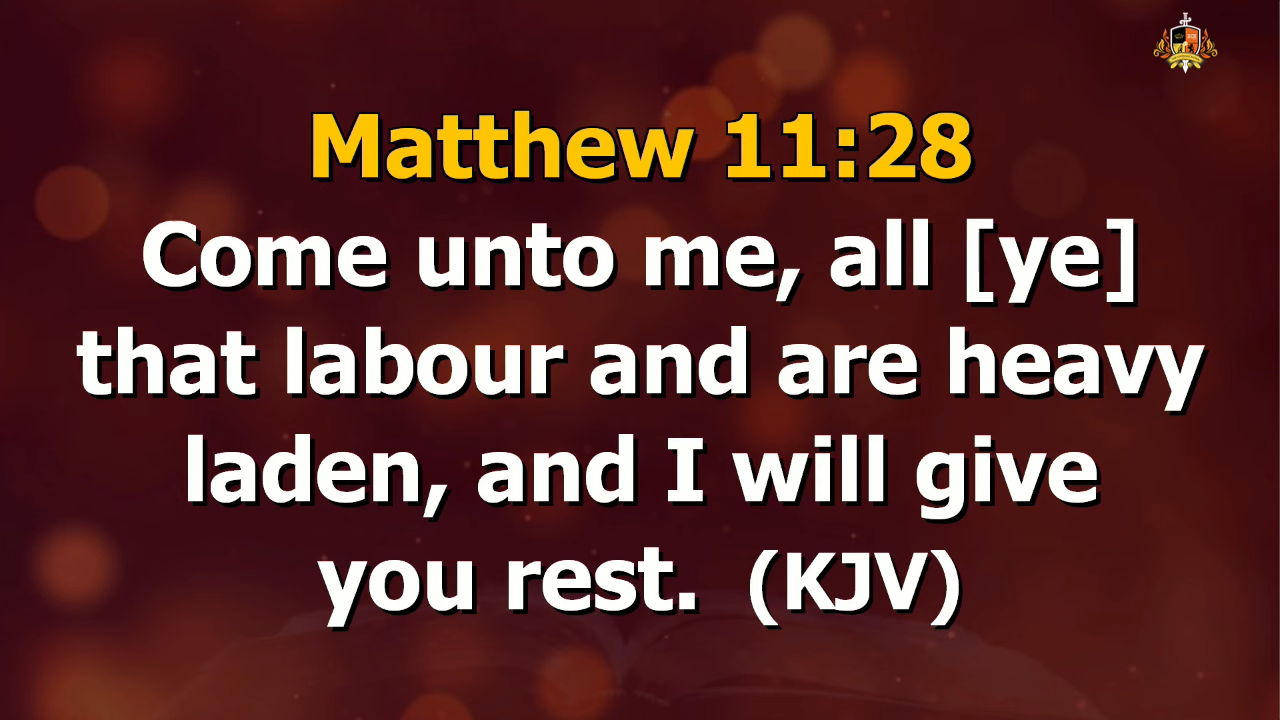 Matthew 11:28
Come unto me, all [ye]
that labour and are heavy
laden, and I will give
you rest.  (KJV)